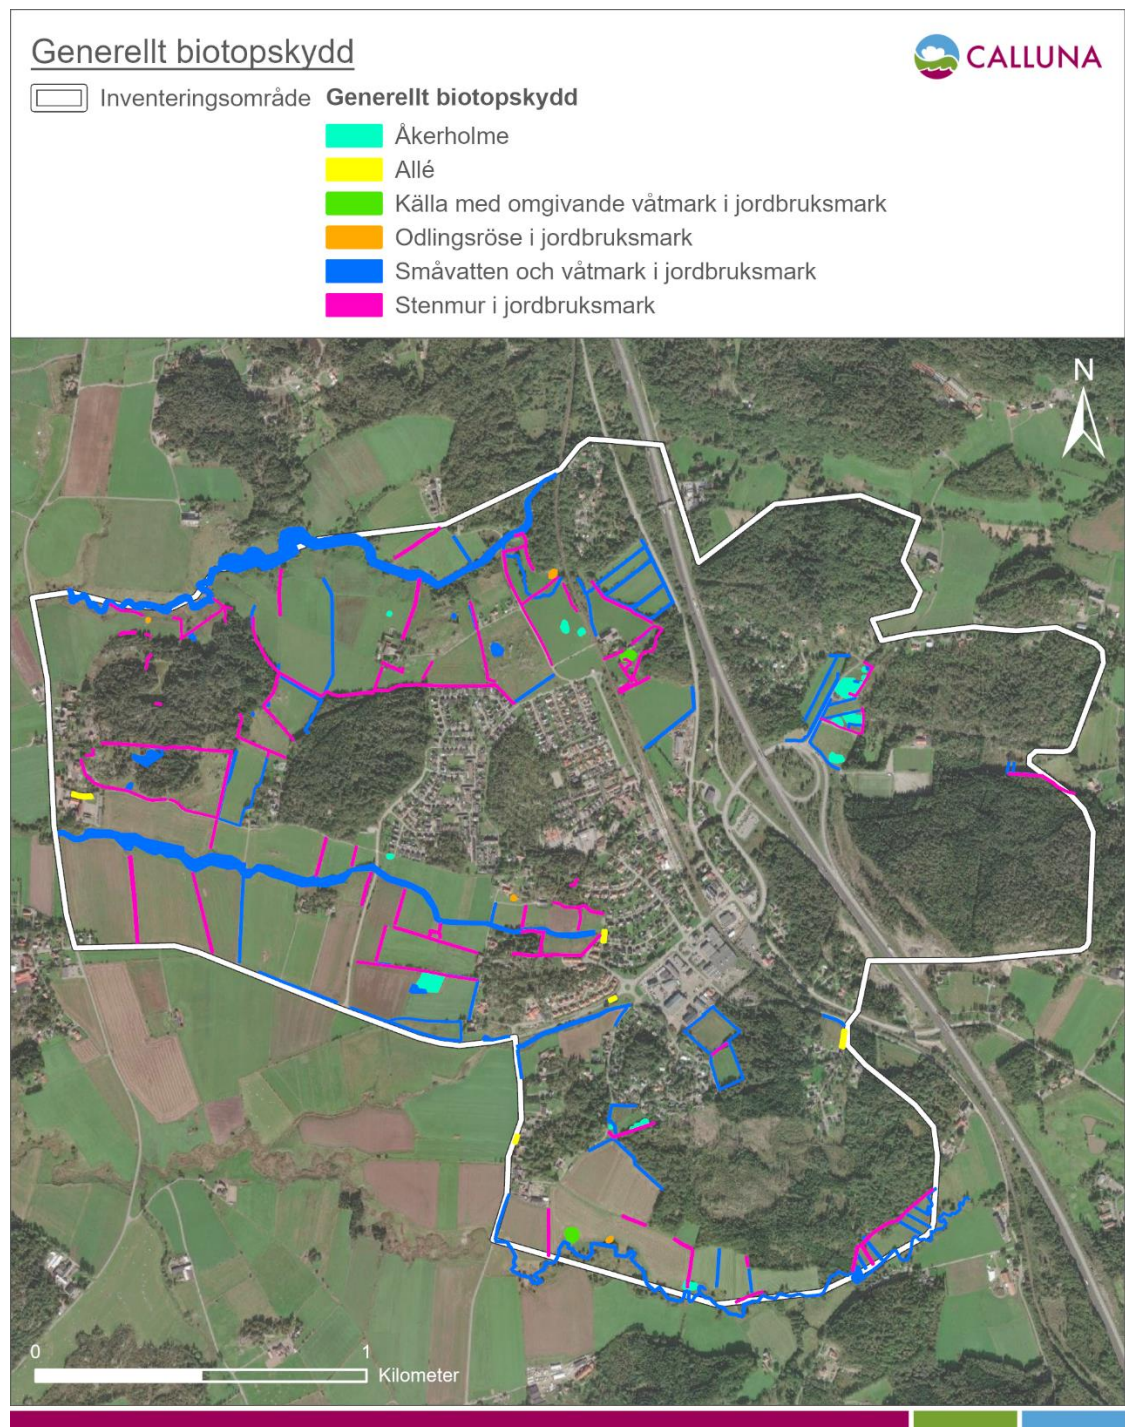 Generellt biotopskydd
CALLUNA
Inventeringsområde
Generellt biotopskydd
Åkerholme
Allé
Källa med omgivande våtmark i jordbruksmark
Odlingsröse i jordbruksmark
Småvatten och våtmark i jordbruksmark
Stenmur i jordbruksmark
N
0 1
Kilometer